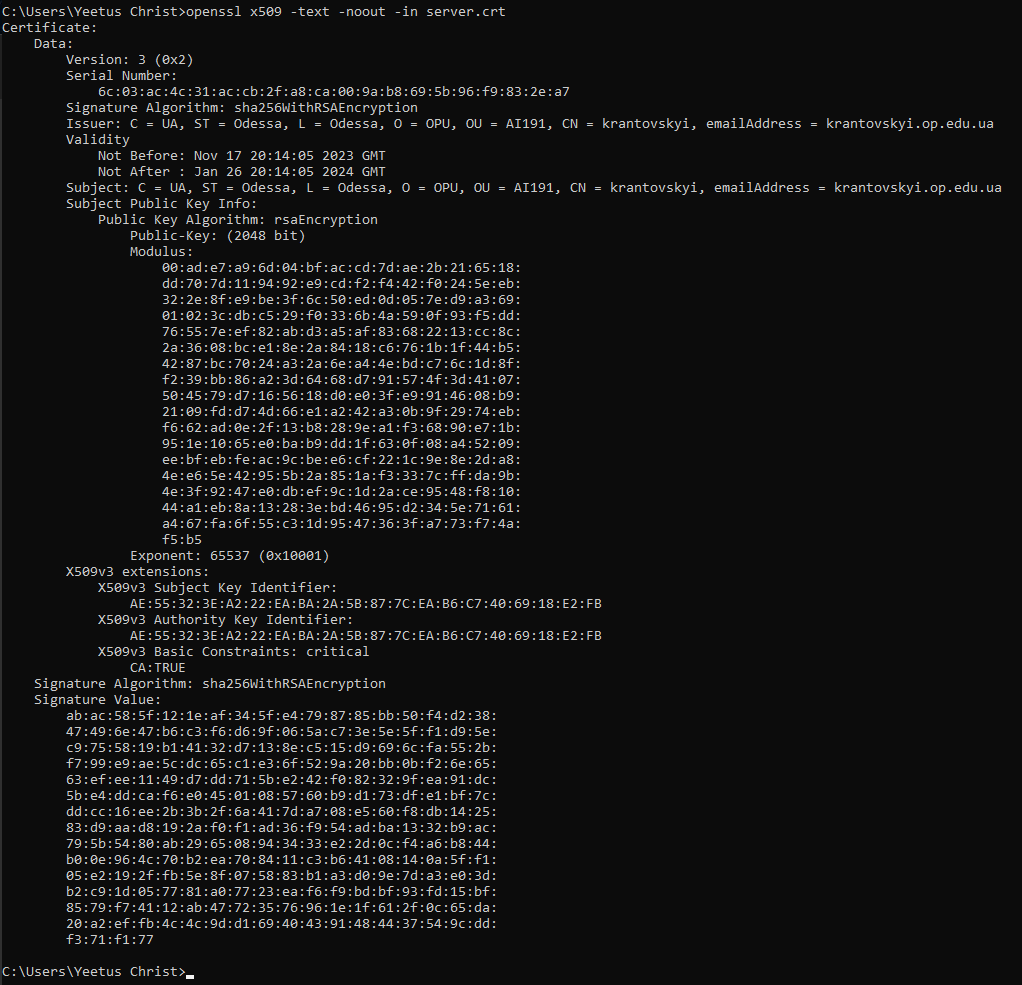 C:\Users\Yeetus Christ>openssl x509 -text -noout -in server.crt
Certificate:
    Data:
        Version: 3 (0x2)
        Serial Number:
            6c:03:ac:4c:31:ac:cb:2f:a8:ca:00:9a:b8:69:5b:96:f9:83:2e:a7
        Signature Algorithm: sha256WithRSAEncryption
        Issuer: C = UA, ST = Odessa, L = Odessa, O = OPU, OU = AI191, CN = krantovskyi, emailAddress = krantovskyi.op.edu.ua
        Validity
            Not Before: Nov 17 20:14:05 2023 GMT
            Not After : Jan 26 20:14:05 2024 GMT
        Subject: C = UA, ST = Odessa, L = Odessa, O = OPU, OU = AI191, CN = krantovskyi, emailAddress = krantovskyi.op.edu.ua
        Subject Public Key Info:
            Public Key Algorithm: rsaEncryption
                Public-Key: (2048 bit)
                Modulus:
                    00:ad:e7:a9:6d:04:bf:ac:cd:7d:ae:2b:21:65:18:
                    dd:70:7d:11:94:92:e9:cd:f2:f4:42:f0:24:5e:eb:
                    32:2e:8f:e9:be:3f:6c:50:ed:0d:05:7e:d9:a3:69:
                    01:02:3c:db:c5:29:f0:33:6b:4a:59:0f:93:f5:dd:
                    76:55:7e:ef:82:ab:d3:a5:af:83:68:22:13:cc:8c:
                    2a:36:08:bc:e1:8e:2a:84:18:c6:76:1b:1f:44:b5:
                    42:87:bc:70:24:a3:2a:6e:a4:4e:bd:c7:6c:1d:8f:
                    f2:39:bb:86:a2:3d:64:68:d7:91:57:4f:3d:41:07:
                    50:45:79:d7:16:56:18:d0:e0:3f:e9:91:46:08:b9:
                    21:09:fd:d7:4d:66:e1:a2:42:a3:0b:9f:29:74:eb:
                    f6:62:ad:0e:2f:13:b8:28:9e:a1:f3:68:90:e7:1b:
                    95:1e:10:65:e0:ba:b9:dd:1f:63:0f:08:a4:52:09:
                    ee:bf:eb:fe:ac:9c:be:e6:cf:22:1c:9e:8e:2d:a8:
                    4e:e6:5e:42:95:5b:2a:85:1a:f3:33:7c:ff:da:9b:
                    4e:3f:92:47:e0:db:ef:9c:1d:2a:ce:95:48:f8:10:
                    44:a1:eb:8a:13:28:3e:bd:46:95:d2:34:5e:71:61:
                    a4:67:fa:6f:55:c3:1d:95:47:36:3f:a7:73:f7:4a:
                    f5:b5
                Exponent: 65537 (0x10001)
        X509v3 extensions:
            X509v3 Subject Key Identifier:
                AE:55:32:3E:A2:22:EA:BA:2A:5B:87:7C:EA:B6:C7:40:69:18:E2:FB
            X509v3 Authority Key Identifier:
                AE:55:32:3E:A2:22:EA:BA:2A:5B:87:7C:EA:B6:C7:40:69:18:E2:FB
            X509v3 Basic Constraints: critical
                CA:TRUE
    Signature Algorithm: sha256WithRSAEncryption
    Signature Value:
        ab:ac:58:5f:12:1e:af:34:5f:e4:79:87:85:bb:50:f4:d2:38:
        47:49:6e:47:b6:c3:f6:d6:9f:06:5a:c7:3e:5e:5f:f1:d9:5e:
        c9:75:58:19:b1:41:32:d7:13:8e:c5:15:d9:69:6c:fa:55:2b:
        f7:99:e9:ae:5c:dc:65:c1:e3:6f:52:9a:20:bb:0b:f2:6e:65:
        63:ef:ee:11:49:d7:dd:71:5b:e2:42:f0:82:32:9f:ea:91:dc:
        5b:e4:dd:ca:f6:e0:45:01:08:57:60:b9:d1:73:df:e1:bf:7c:
        dd:cc:16:ee:2b:3b:2f:6a:41:7d:a7:08:e5:60:f8:db:14:25:
        83:d9:aa:d8:19:2a:f0:f1:ad:36:f9:54:ad:ba:13:32:b9:ac:
        79:5b:54:80:ab:29:65:08:94:34:33:e2:2d:0c:f4:a6:b8:44:
        b0:0e:96:4c:70:b2:ea:70:84:11:c3:b6:41:08:14:0a:5f:f1:
        05:e2:19:2f:fb:5e:8f:07:58:83:b1:a3:d0:9e:7d:a3:e0:3d:
        b2:c9:1d:05:77:81:a0:77:23:ea:f6:f9:bd:bf:93:fd:15:bf:
        85:79:f7:41:12:ab:47:72:35:76:96:1e:1f:61:2f:0c:65:da:
        20:a2:ef:fb:4c:4c:9d:d1:69:40:43:91:48:44:37:54:9c:dd:
        f3:71:f1:77
C:\Users\Yeetus Christ>